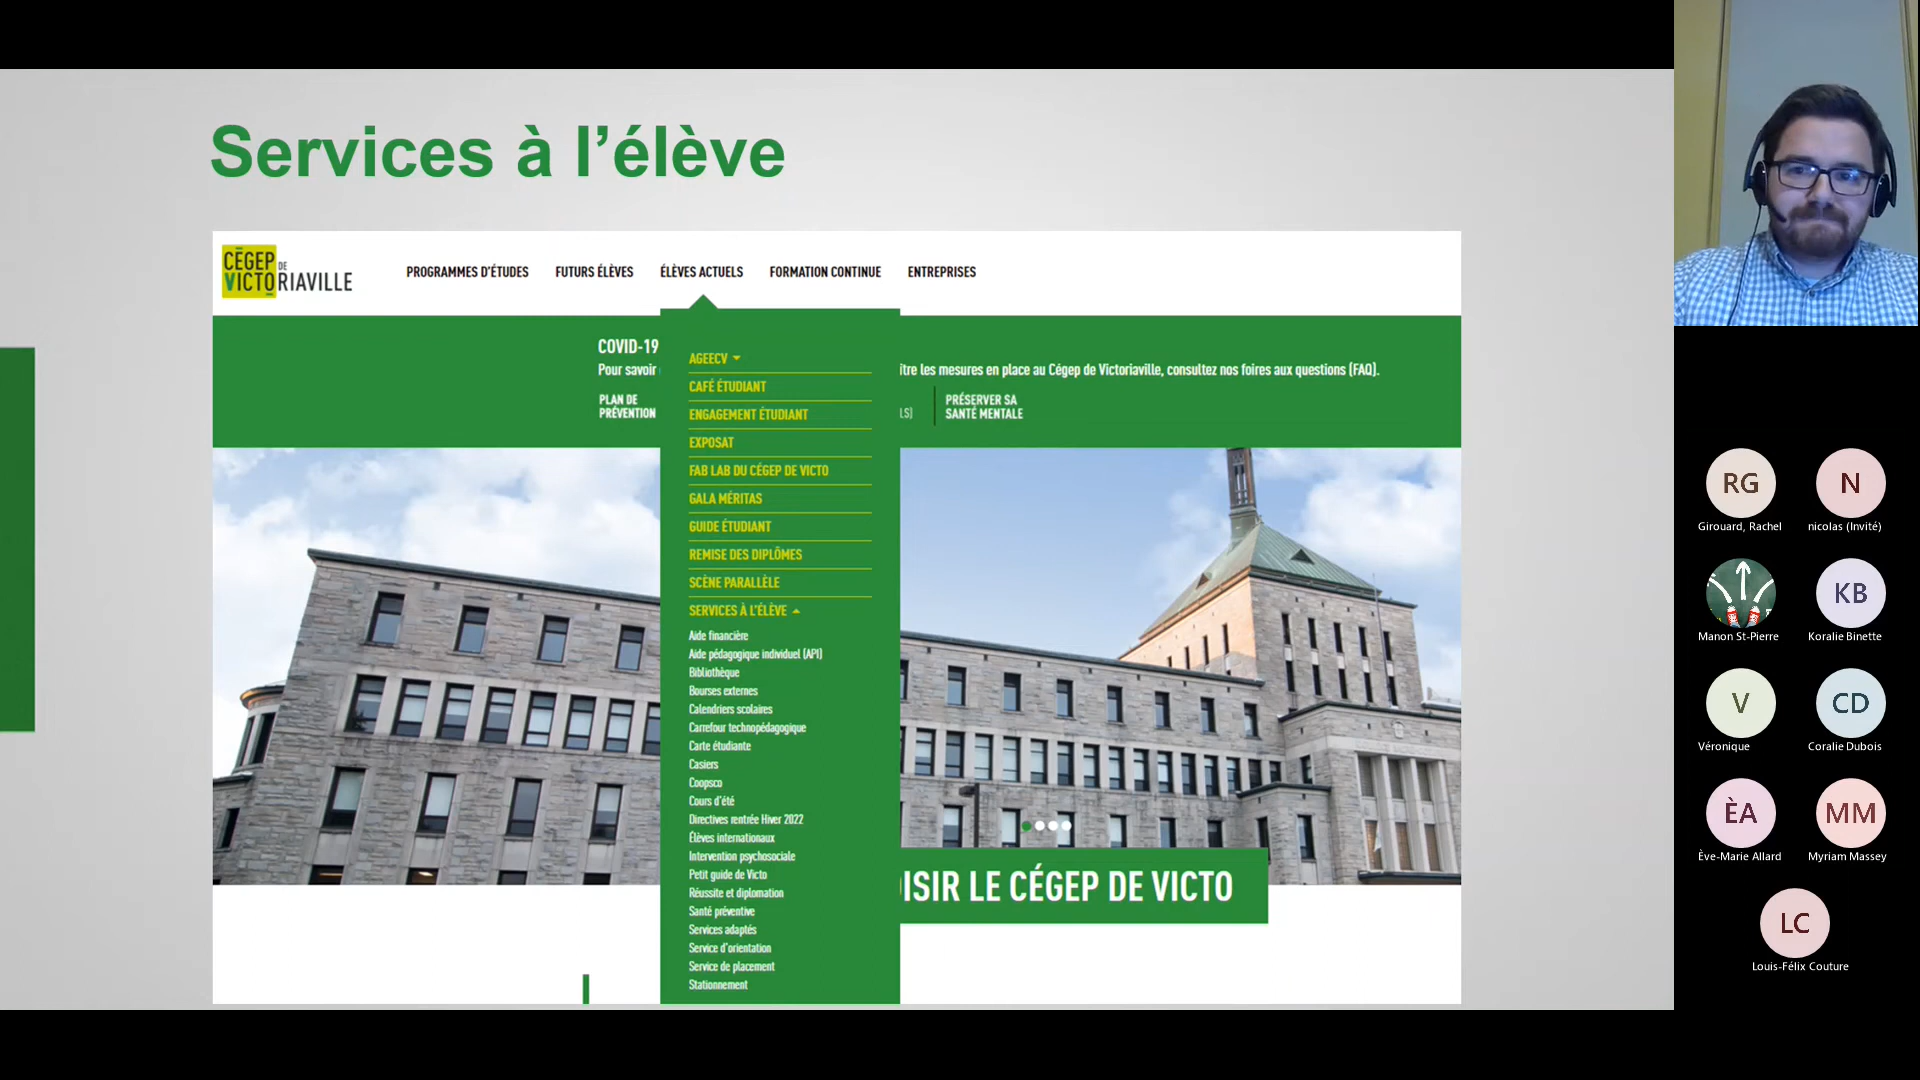 Services à l’élève
CÉGEP DE
VICTORIAVILLE
PROGRAMMES D'ÉTUDES
FUTURS ÉLÈVES
ÉLÈVES ACTUELS
FORMATION CONTINUE
ENTREPRISES
COVID-19
Pour savoir
ître les mesures en place au Cégep de Victoriaville, consultez nos foires aux questions (FAQ).
PLAN DE
PRÉVENTION
LS)
PRÉSERVER SA
SANTÉ MENTALE
AGEECV
CAFÉ ÉTUDIANT
ENGAGEMENT ÉTUDIANT
EXPOSAT
FAB LAB DU CÉGEP DE VICTO
GALA MÉRITAS
GUIDE ÉTUDIANT
REMISE DES DIPLÔMES
SCÈNE PARALLÈLE
SERVICES À L'ÉLÈVE
Aide financière
Aide pédagogique individuel (API)
Bibliothèque
Bourses externes
Calendriers scolaires
Carrefour technopédagogique
Carte étudiante
Casiers
Coopsco
Cours d'été
Directives rentrée Hiver 2022
Élèves internationaux
Intervention psychosociale
Petit guide de Victo
Réussite et diplomation
Santé préventive
Services adaptés
Service d'orientation
Service de placement
Stationnement
ISIR LE CÉGEP DE VICTO
RG
Girouard, Rachel
N
nicolas (Invité)
Manon St-Pierre
KB
Koralie Binette
V
Véronique
CD
Coralie Dubois
ÈA
Ève-Marie Allard
MM
Myriam Massey
LC
Louis-Félix Couture